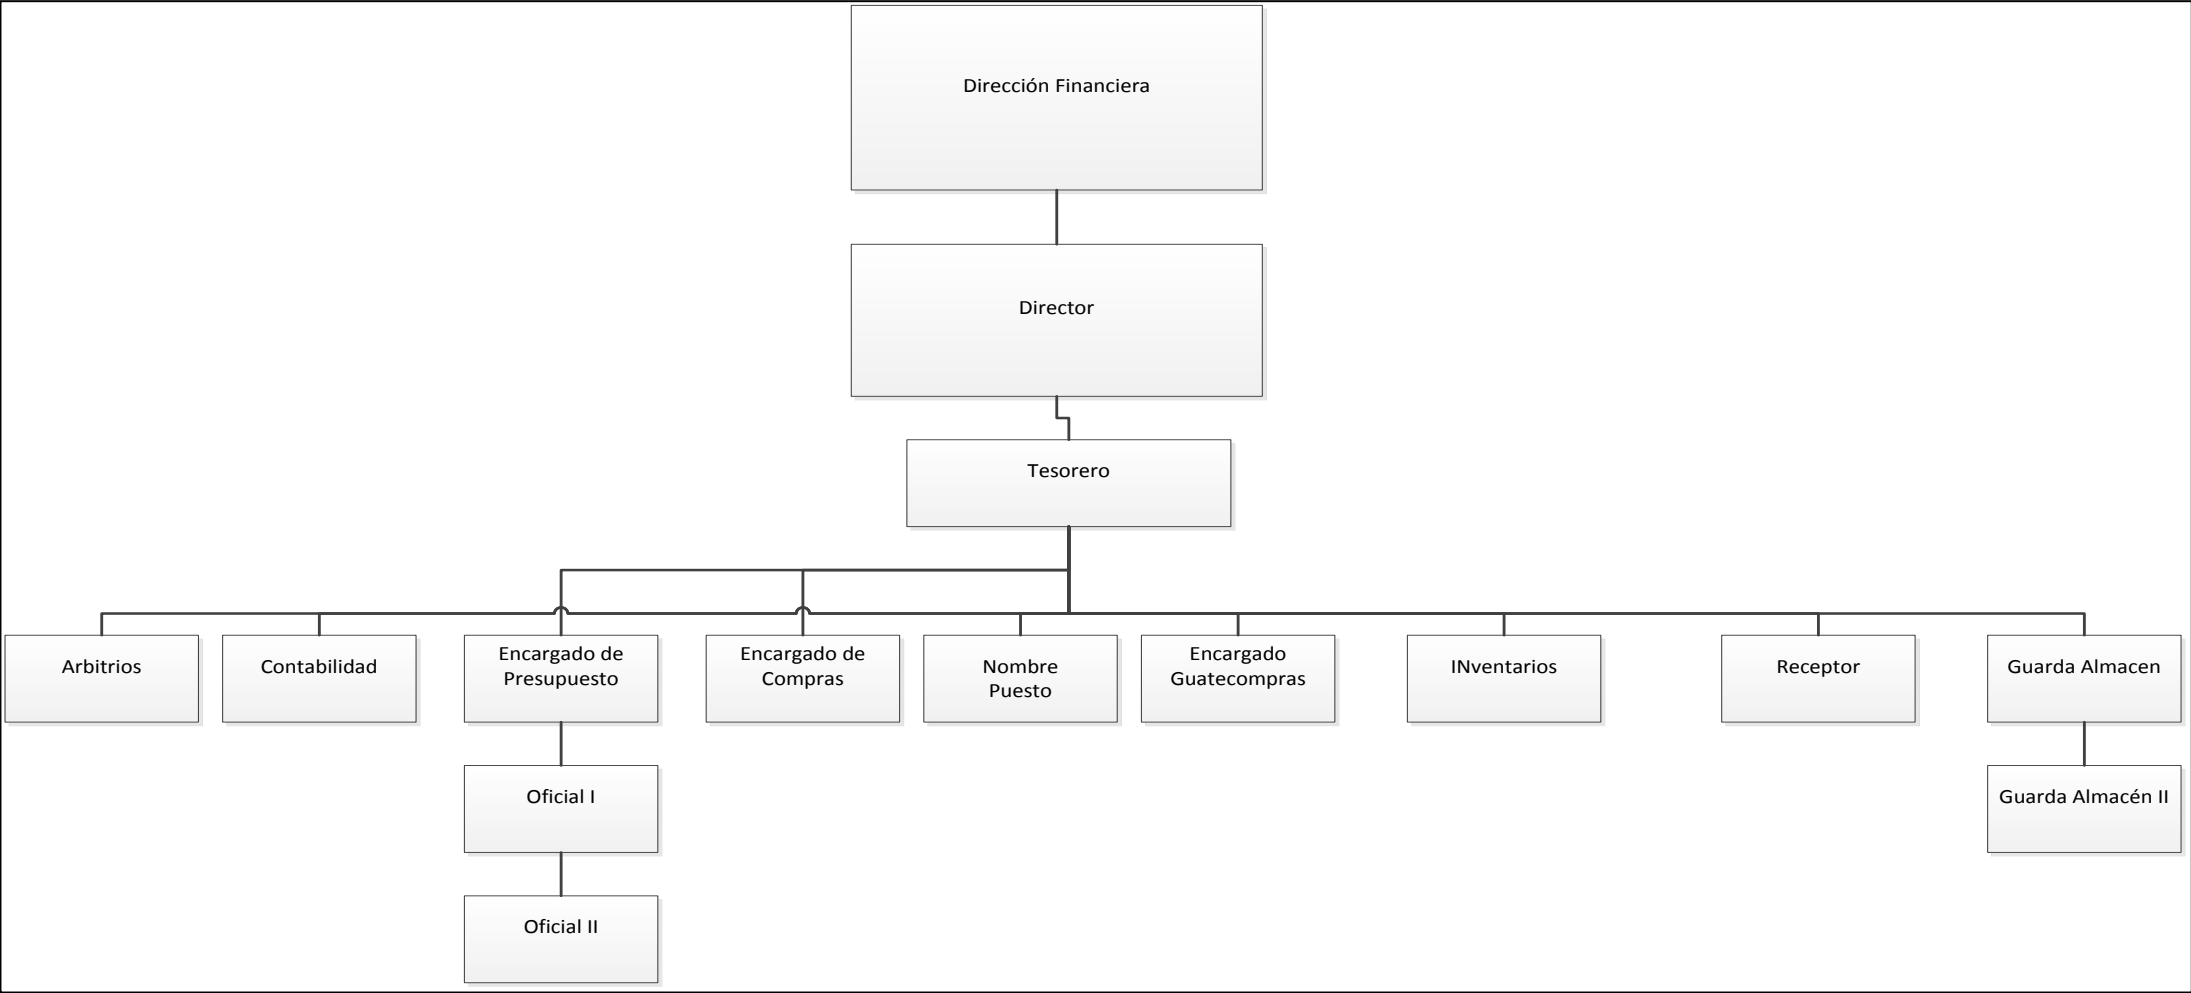 Dirección Financiera
Director
Tesorero
Arbitrios
Contabilidad
Encargado de
Presupuesto
Encargado de
Compras
Nombre
Puesto
Encargado
Guatecompras
INventarios
Receptor
Guarda Almacen
Oficial I
Guarda Almacén II
Oficial II